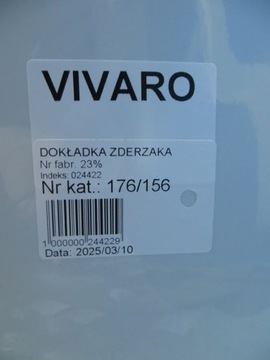 VIVARO
DOKŁADKA ZDERZAKA
Nr fabr. 23%
Indeks: 024422
Nr kat.: 176/156
1 000000 244229
Data: 2025/03/10